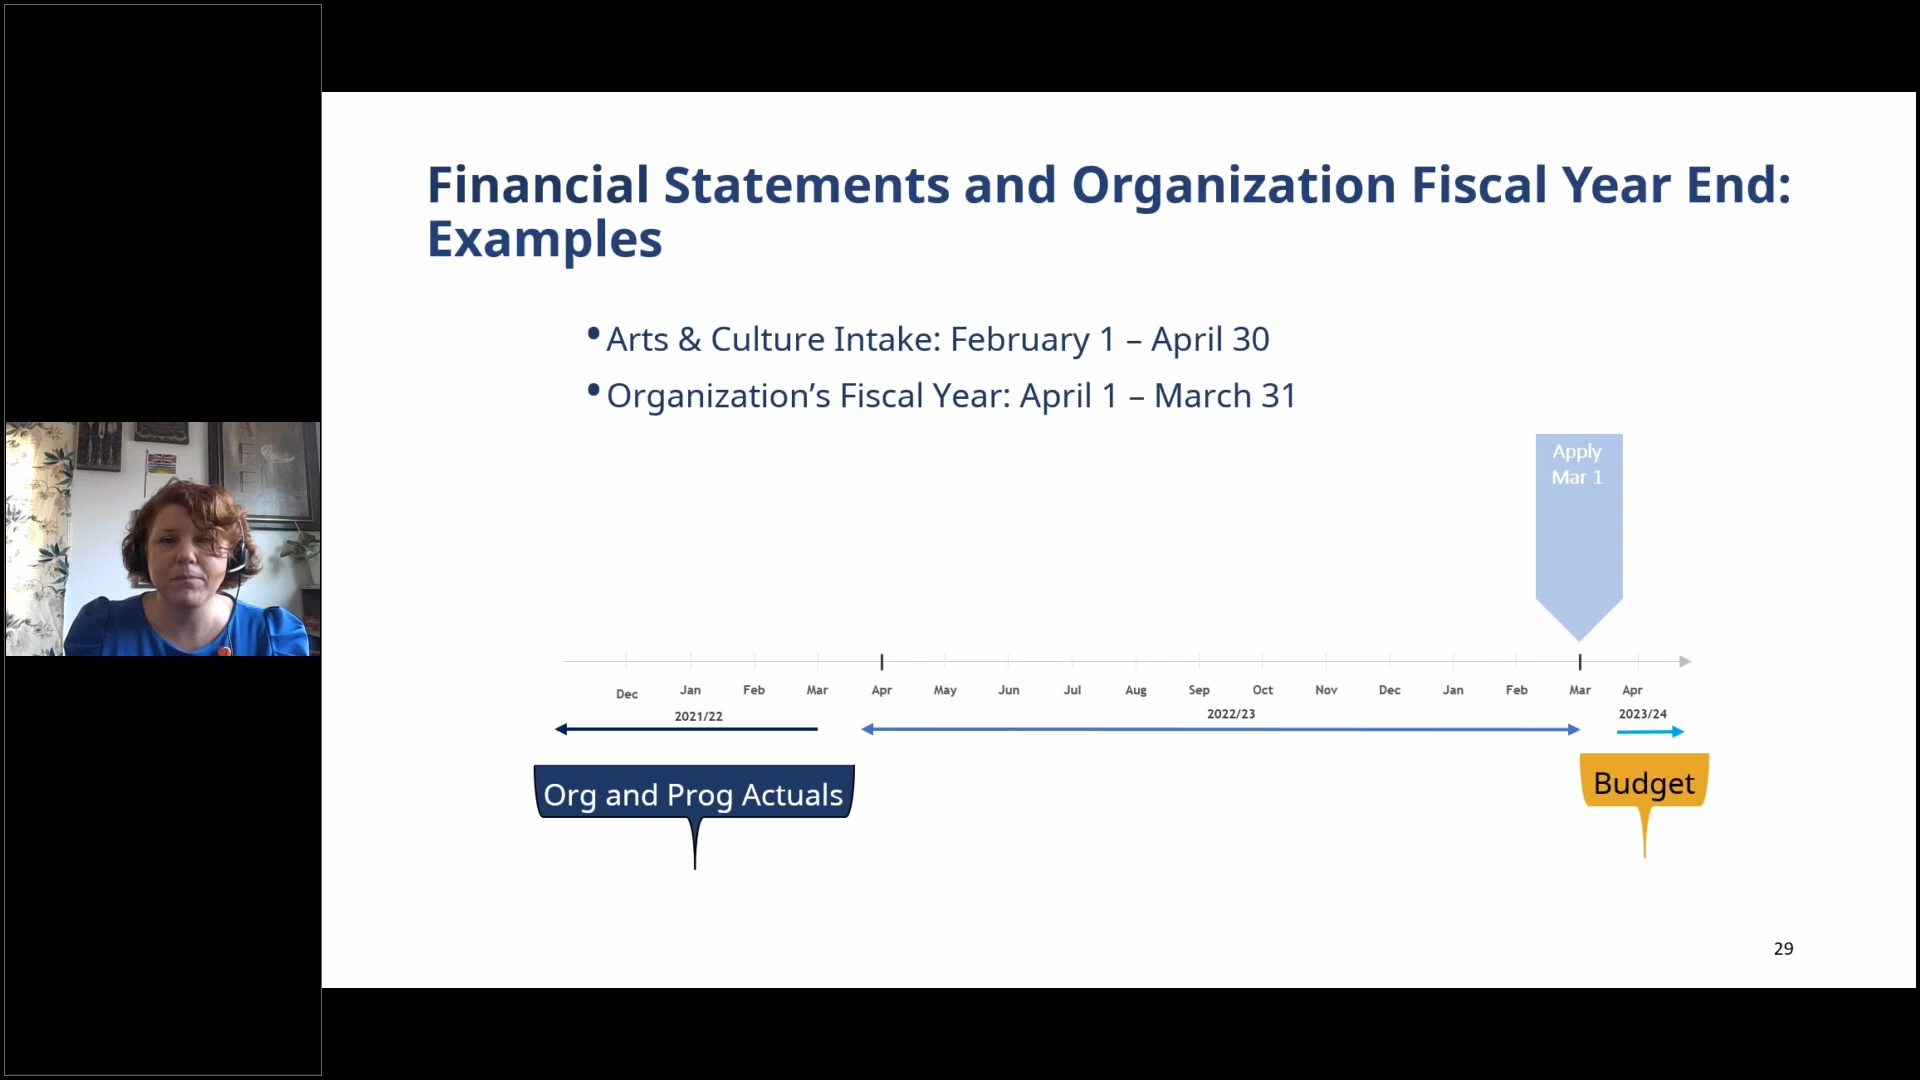 Financial Statements and Organization Fiscal Year End:
Examples
•Arts & Culture Intake: February 1 – April 30
•Organization’s Fiscal Year: April 1 – March 31
Apply
Mar 1
Dec Jan Feb Mar Apr May Jun Jul Aug Sep Oct Nov Dec Jan Feb Mar Apr
2021/22 2022/23 2023/24
Org and Prog Actuals Budget
29